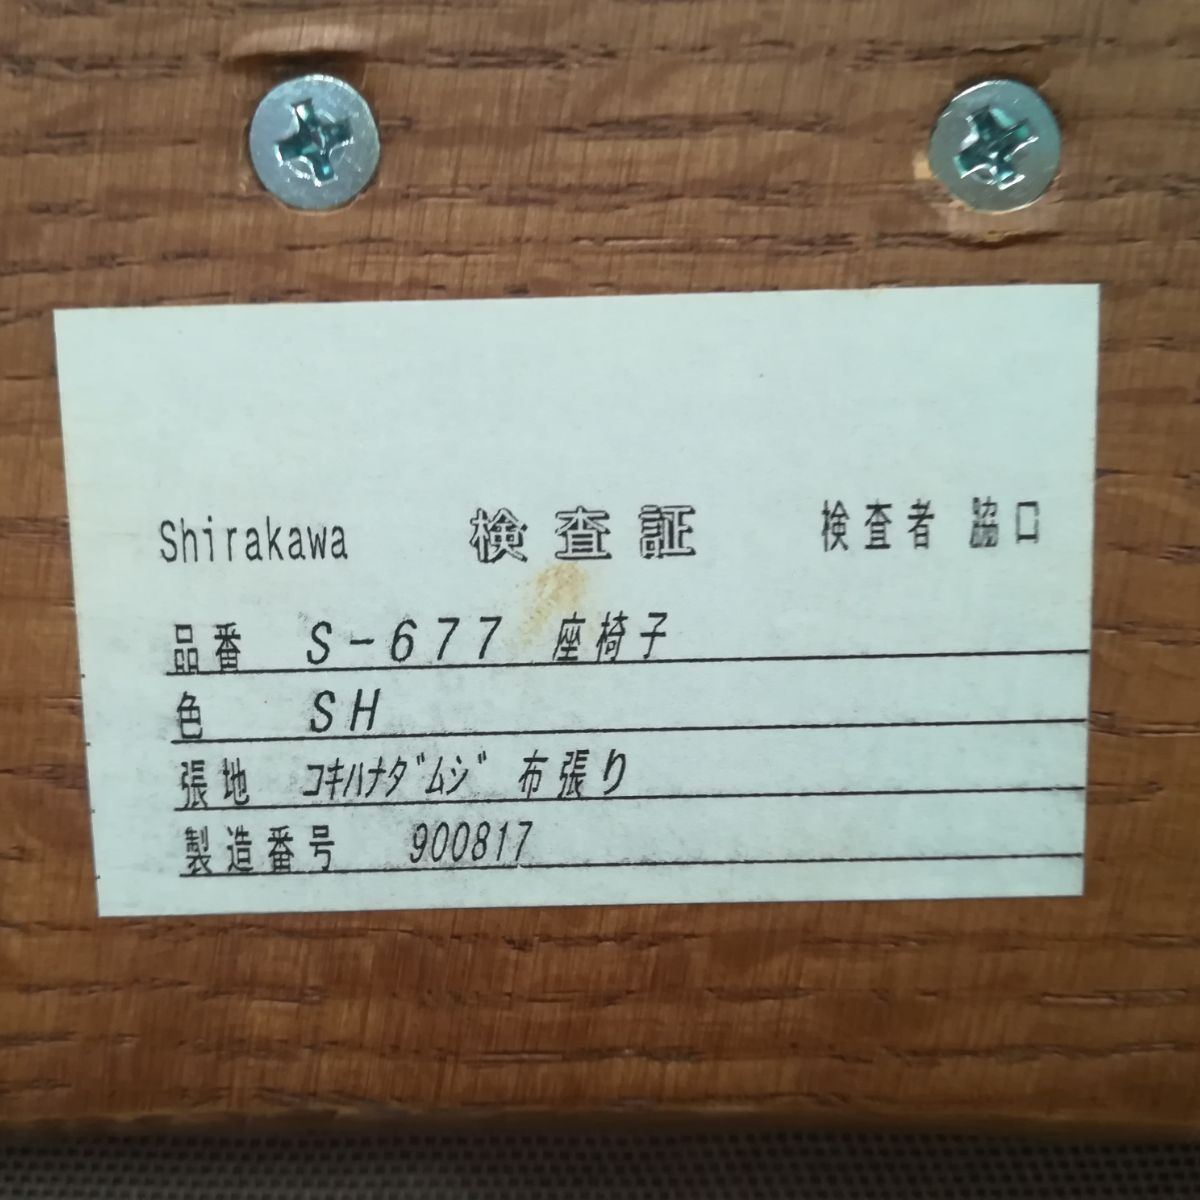 Shirakawa 検査証 検査者 脇口
品番 S-677 座椅子
色 SH
張地 ｺｷﾊﾅﾀﾞﾑｼﾞ 布張り
製造番号 900817